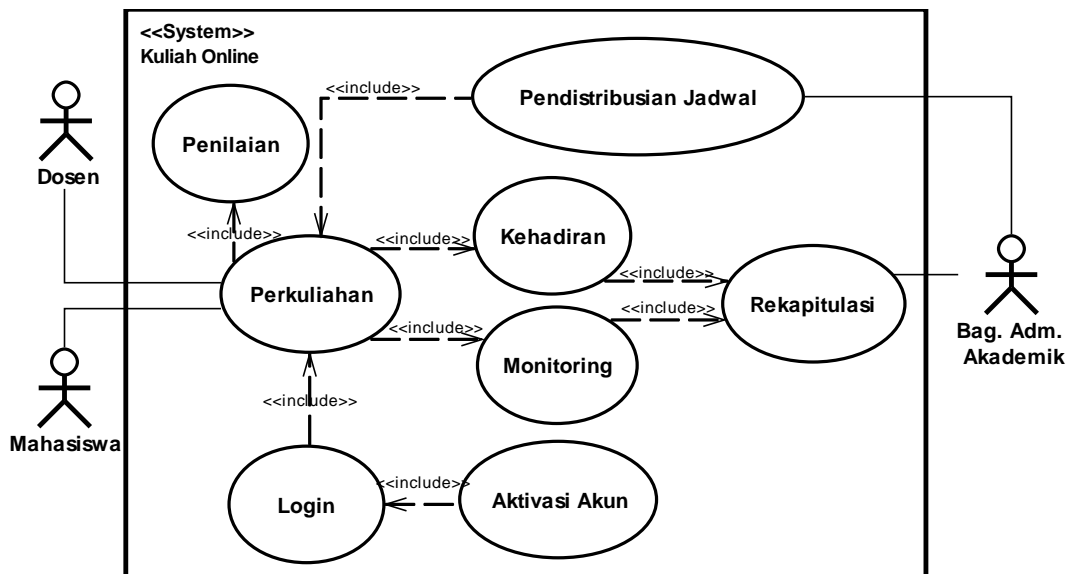 <<System>>
Kuliah Online
<<include>>
Pendistribusian Jadwal
Penilaian
Dosen
<<include>>
<<include>>
Kehadiran
<<include>>
Perkuliahan
Rekapitulasi
<<include>>
<<include>>
Bag. Adm.
Akademik
Monitoring
<<include>>
Mahasiswa
<<include>>
Login
Aktivasi Akun